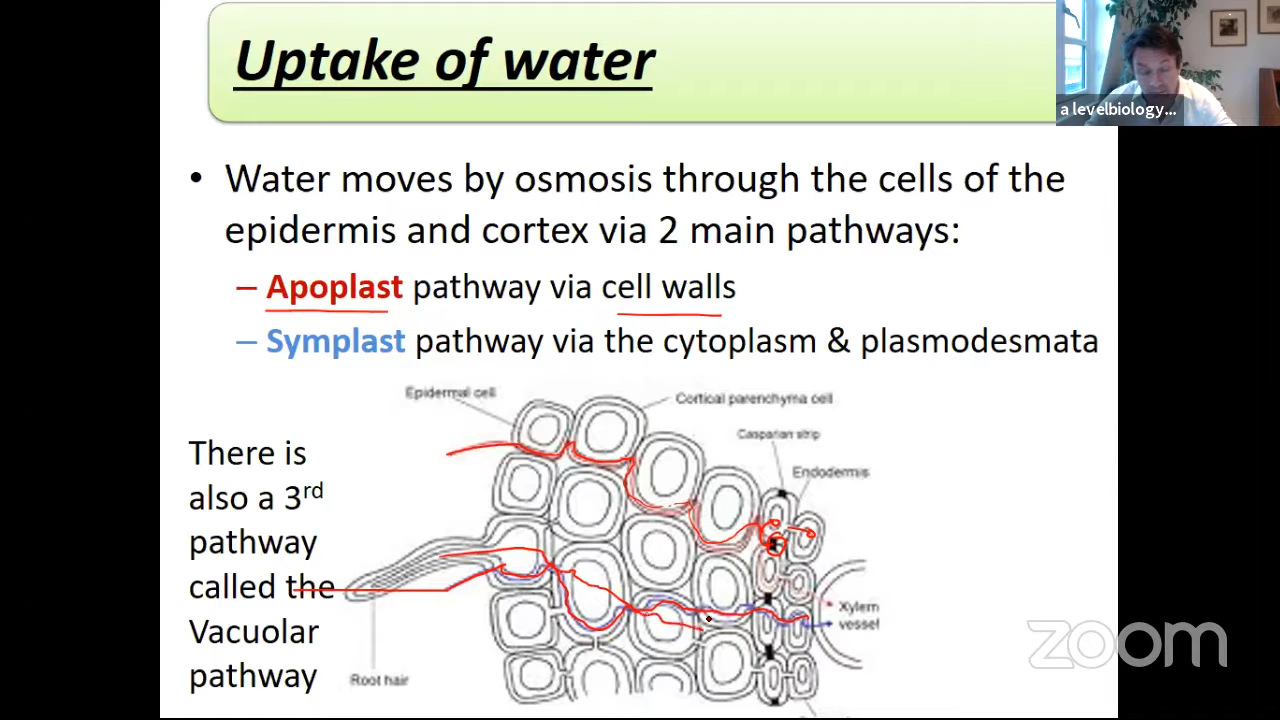 Uptake of water
a levelbiology...
• Water moves by osmosis through the cells of the
epidermis and cortex via 2 main pathways:
– Apoplast pathway via cell walls
– Symplast pathway via the cytoplasm & plasmodesmata
Epidermal cell
Cortical parenchyma cell
Casparian strip
Endodermis
There is
also a 3rd
pathway
called the
Vacuolar
pathway
Xylem
vessel
Root hair
zoom